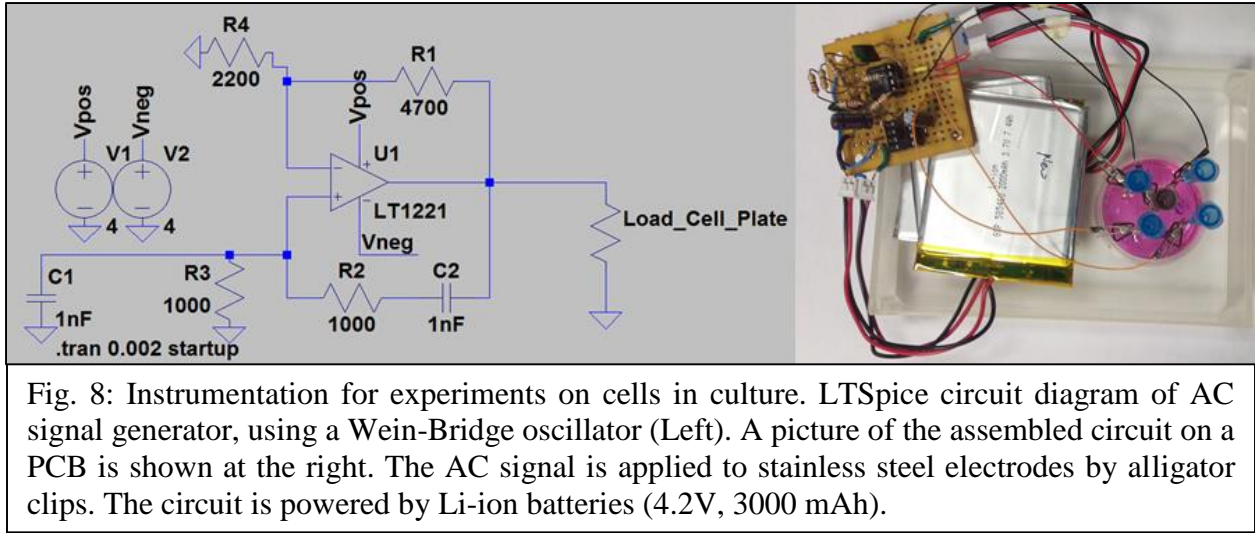 R4
2200
R1
4700
Vpos
Vpos
Vneg
V1
V2
4
4
U1
LT1221
Vneg
Load_Cell_Plate
C1
1nF
R3
1000
R2
1000
C2
1nF
.tran 0.002 startup
Li-ion
Fig. 8: Instrumentation for experiments on cells in culture. LTSpice circuit diagram of AC
signal generator, using a Wein-Bridge oscillator (Left). A picture of the assembled circuit on a
PCB is shown at the right. The AC signal is applied to stainless steel electrodes by alligator
clips. The circuit is powered by Li-ion batteries (4.2V, 3000 mAh).